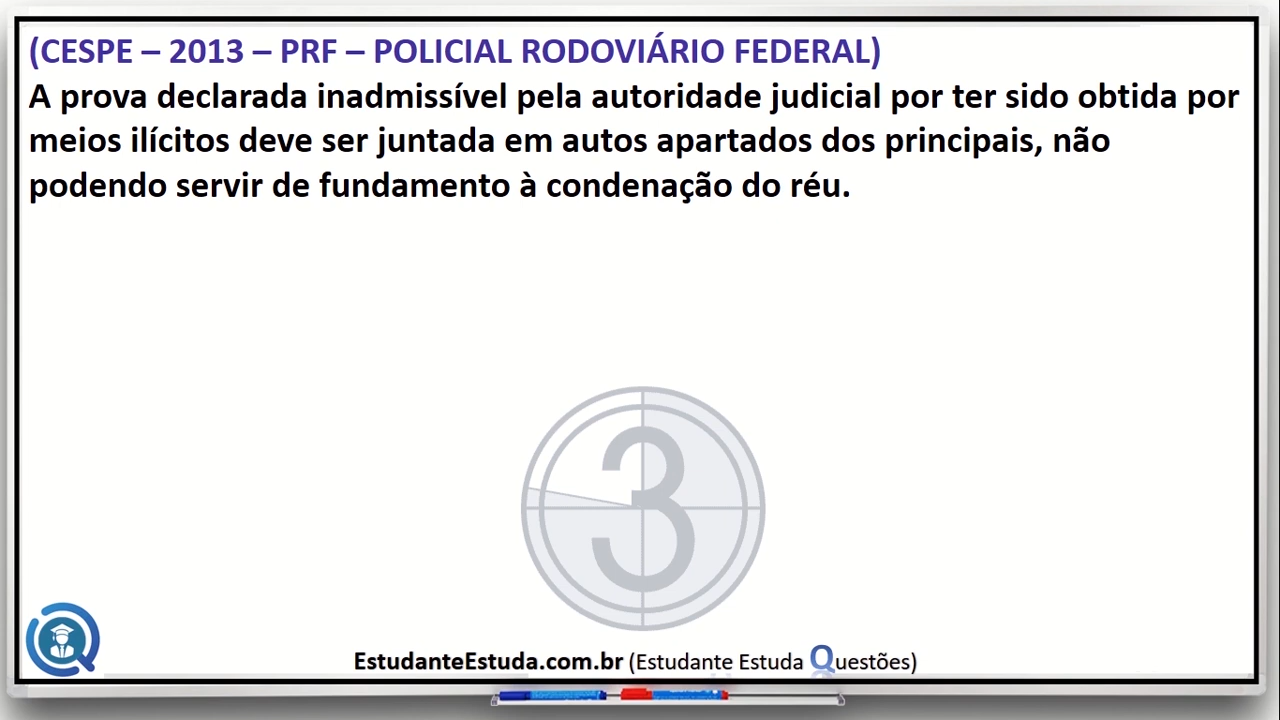 (CESPE – 2013 – PRF – POLICIAL RODOVIÁRIO FEDERAL)
A prova declarada inadmissível pela autoridade judicial por ter sido obtida por
meios ilícitos deve ser juntada em autos apartados dos principais, não
podendo servir de fundamento à condenação do réu.
3
EstudanteEstuda.com.br (Estudante Estuda Questões)